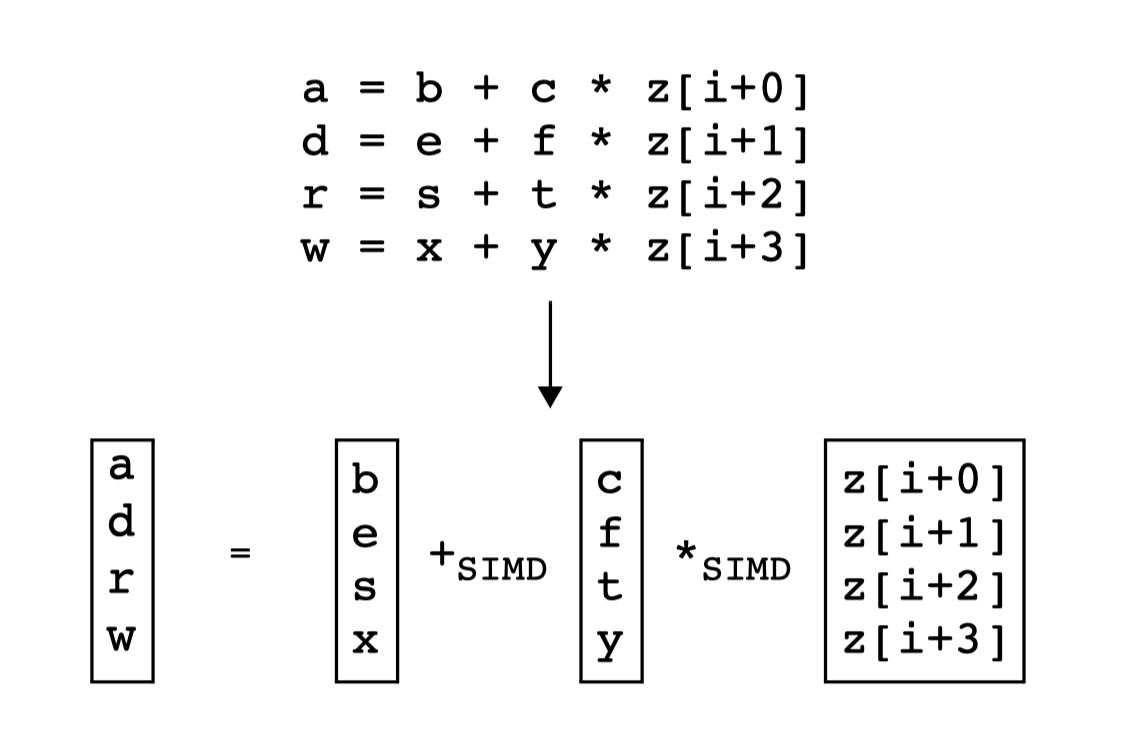 a = b + c * z[i+0]
d = e + f * z[i+1]
r = s + t * z[i+2]
w = x + y * z[i+3]
a
d
r
w
=
b
e
s
x
+SIMD
c
f
t
y
*SIMD
z[i+0]
z[i+1]
z[i+2]
z[i+3]